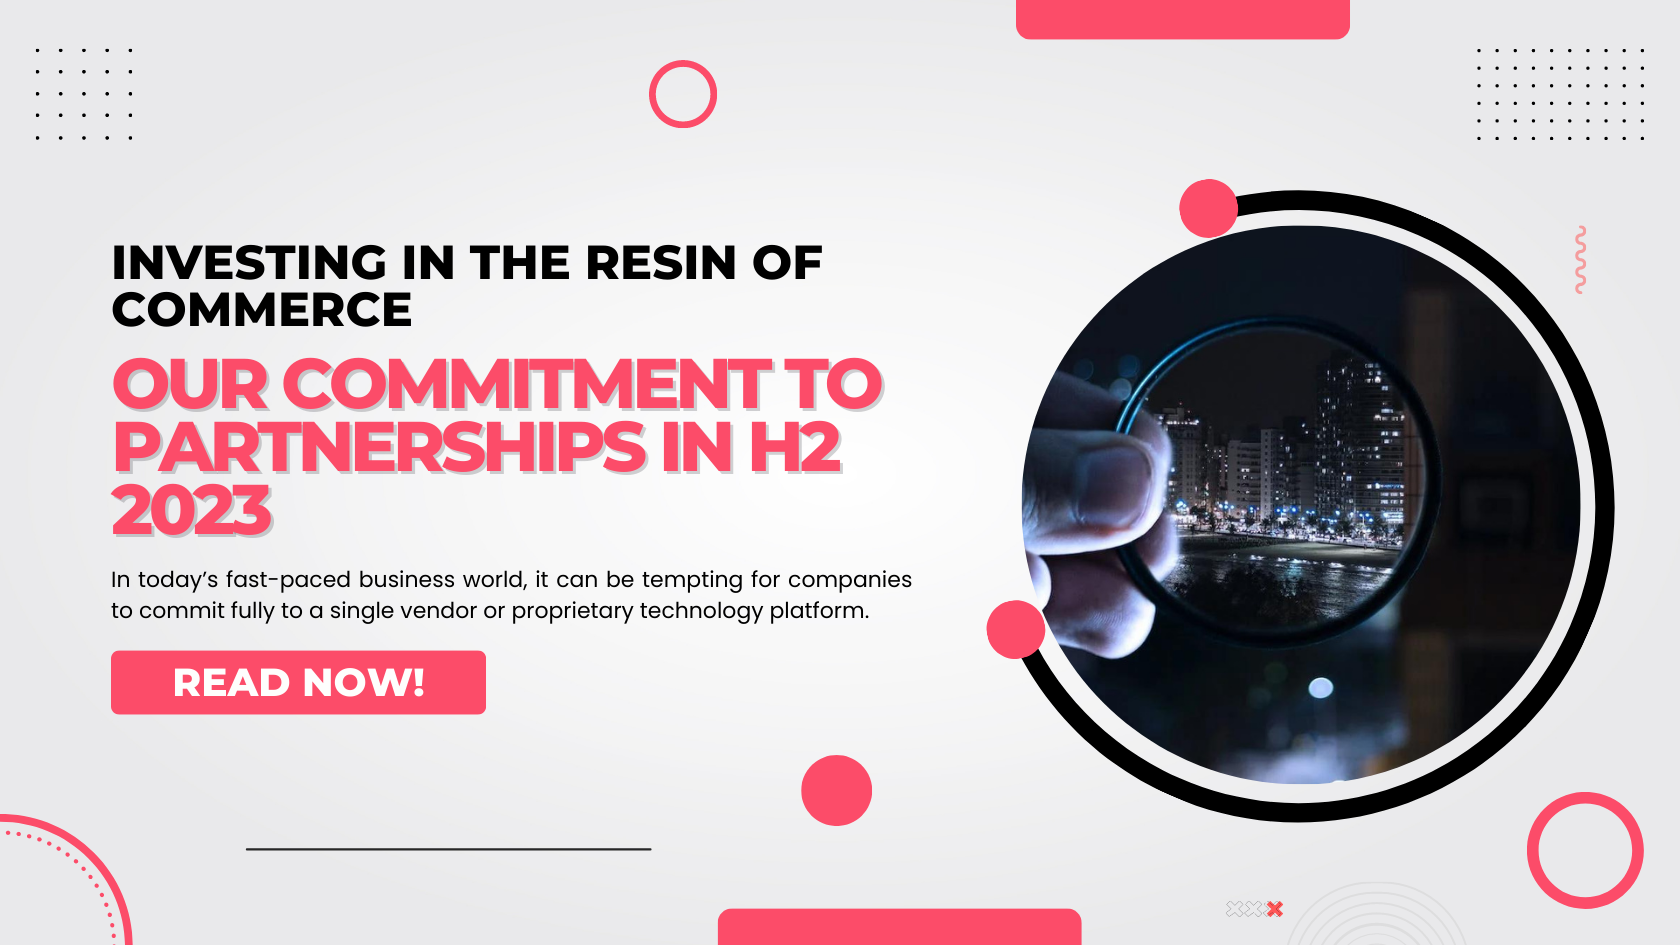 INVESTING IN THE RESIN OF
COMMERCE
OUR COMMITMENT TO
PARTNERSHIPS IN H2
2023
In today’s fast-paced business world, it can be tempting for companies
to commit fully to a single vendor or proprietary technology platform.
READ NOW!